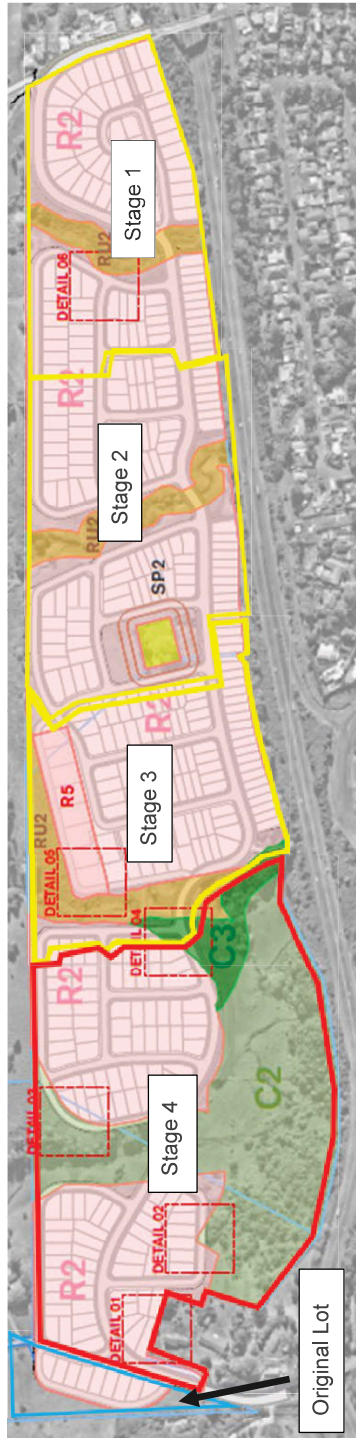 R2
Stage 1
RU2
DETAIL 06
R2
Stage 2
RU2
SP2
R2
Stage 3
R5
RU2
DETAIL 05
DETAIL 04
C3
R2
C2
DETAIL 03
Stage 4
DETAIL 02
R2
DETAIL 01
Original Lot